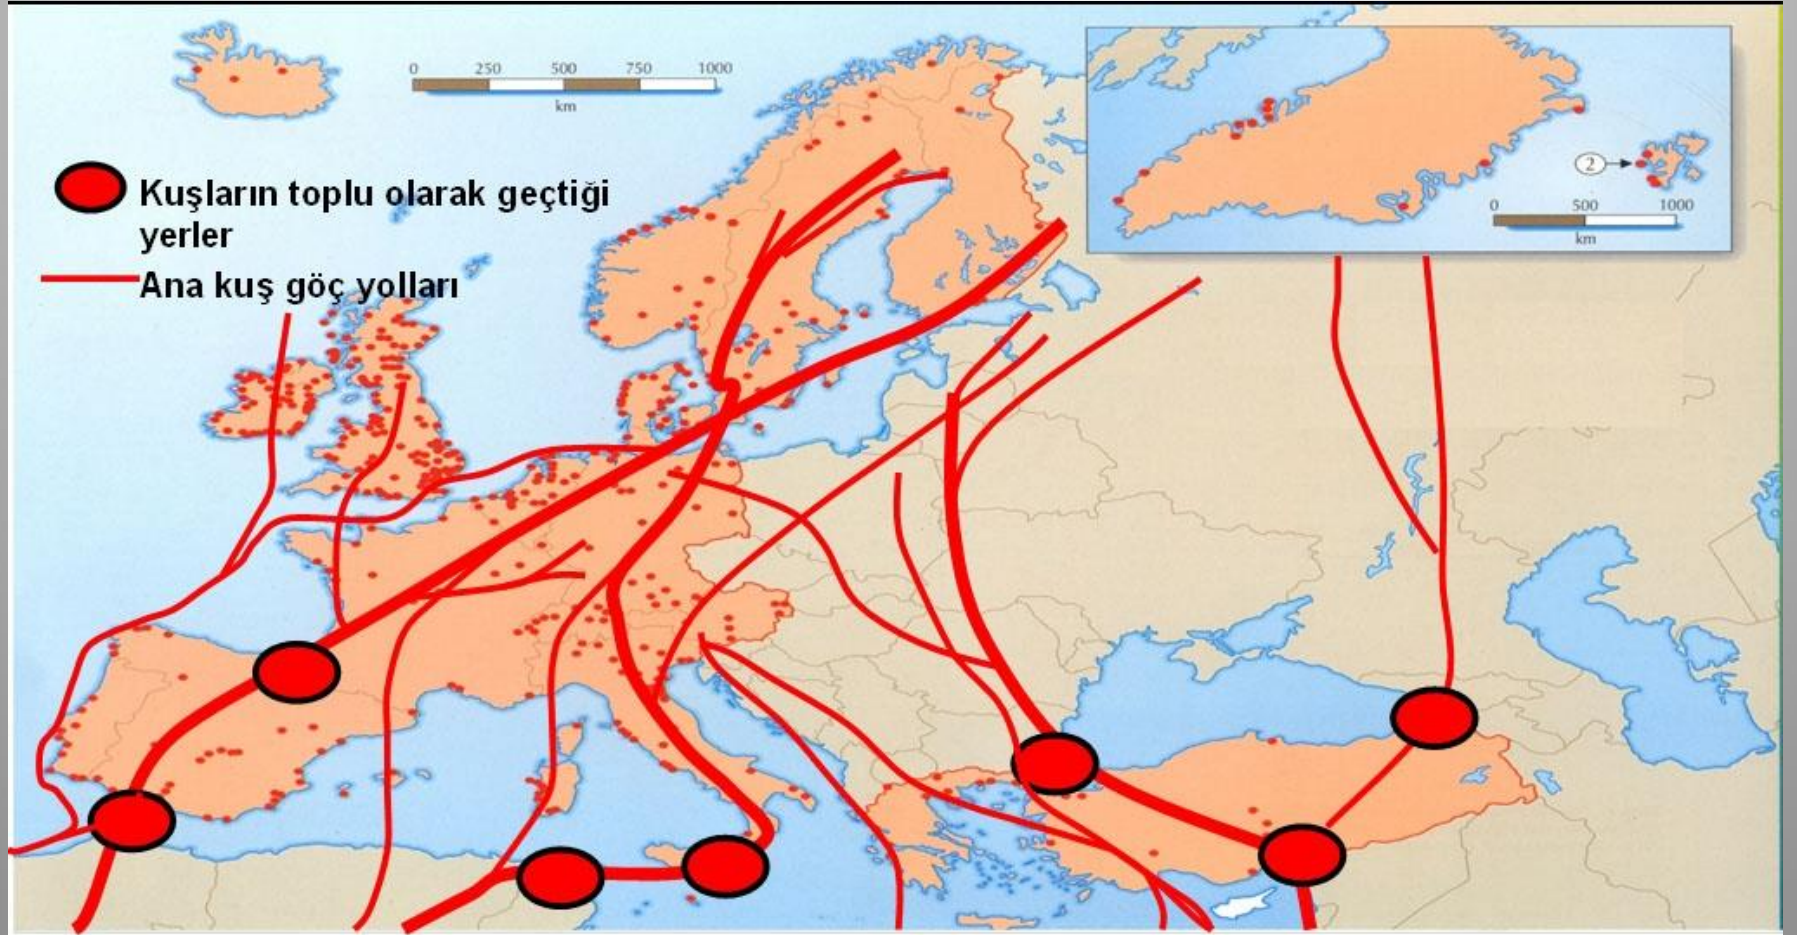 0 250 500 750 1000
km
Kuşların toplu olarak geçtiği
yerler
Ana kuş göç yolları
2
0 500 1000
km